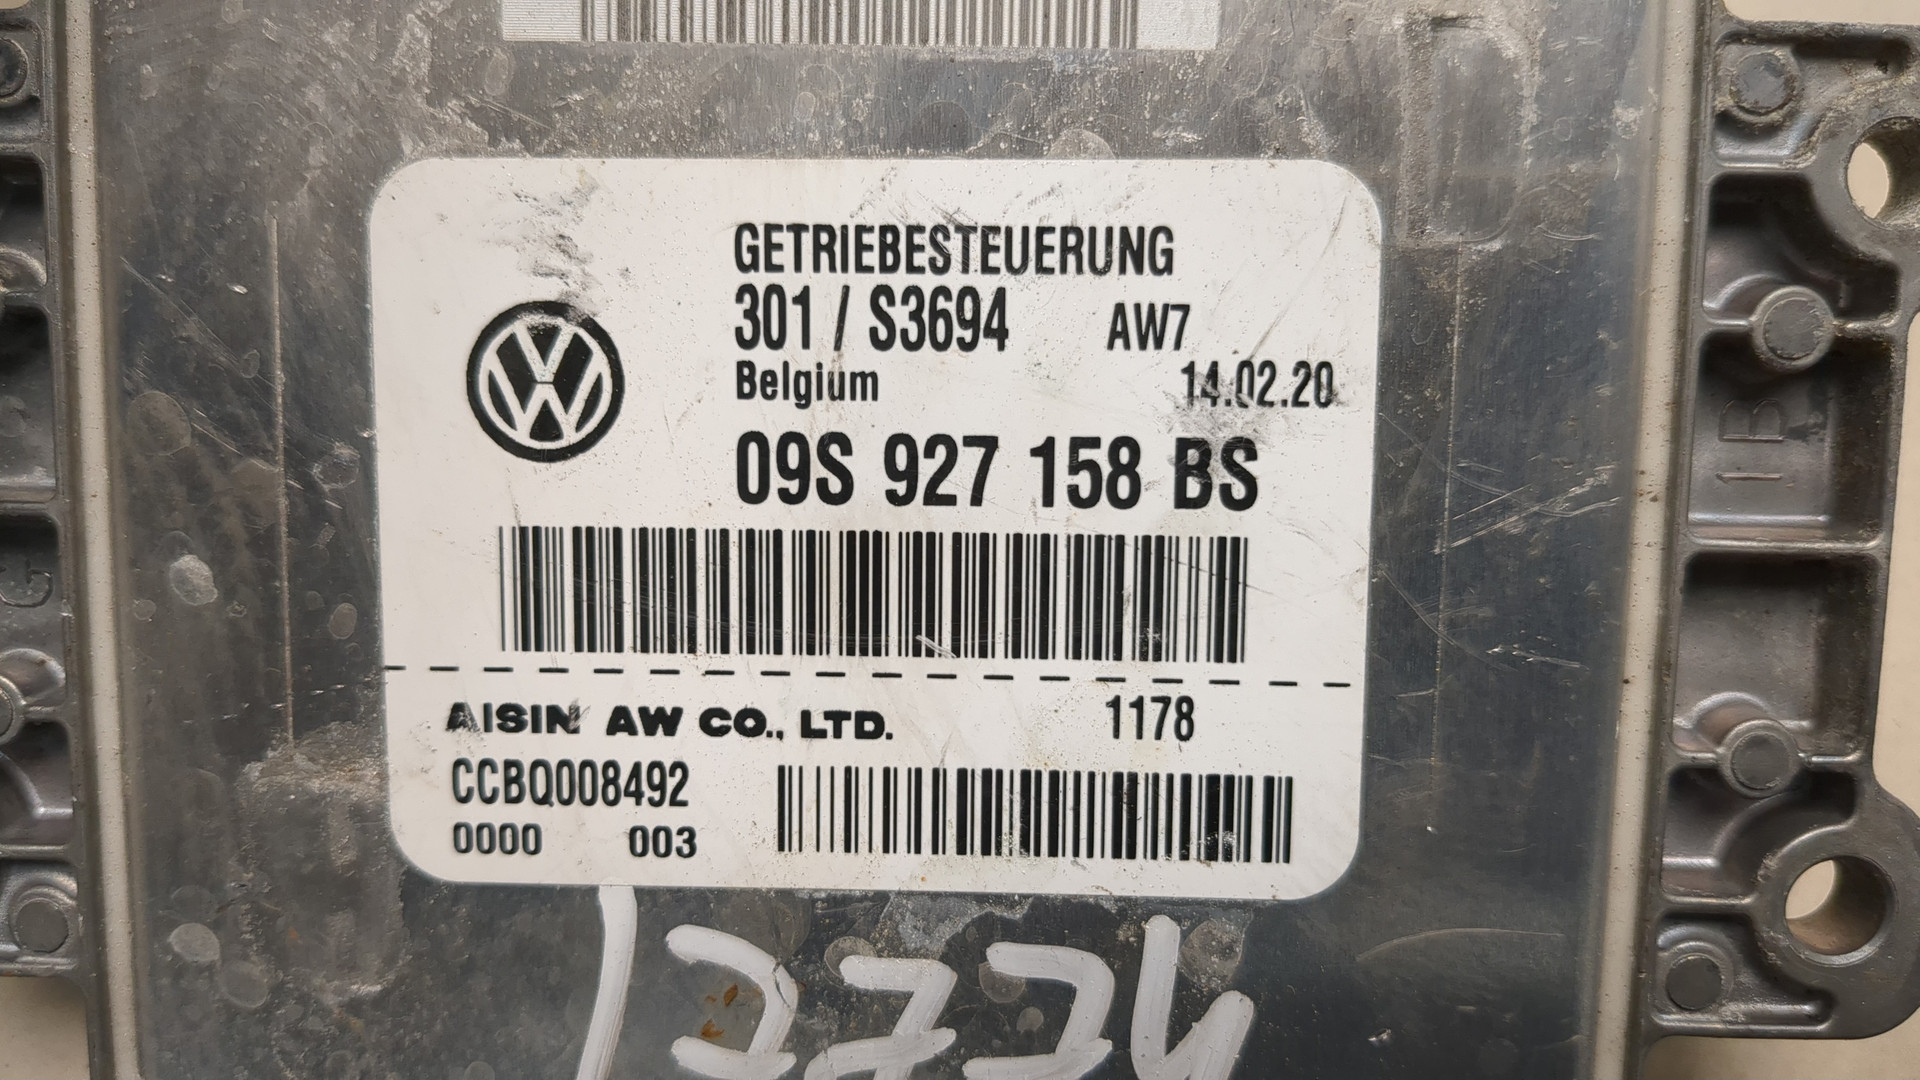 GETRIEBESTEUERUNG
301 / S3694 AW7
Belgium 14.02.20
09S 927 158 BS
AISIN AW CO., LTD. 1178
CCBQ008492
0000 003
1B